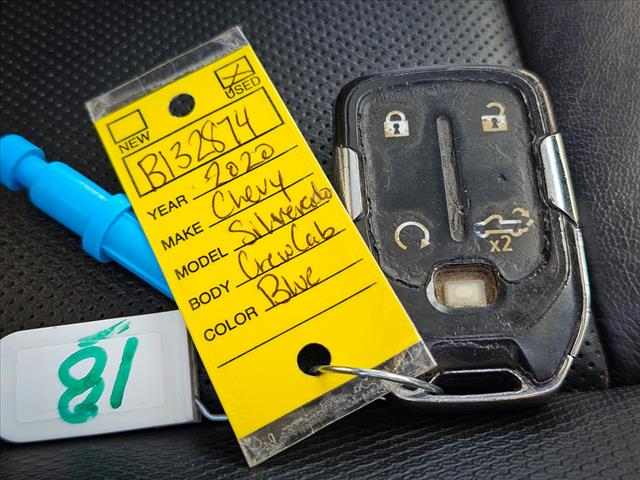 NEW
USED
B132874
YEAR 2020
MAKE Chevy
MODEL Silverado
BODY CrewCab
COLOR Blue
x2
81